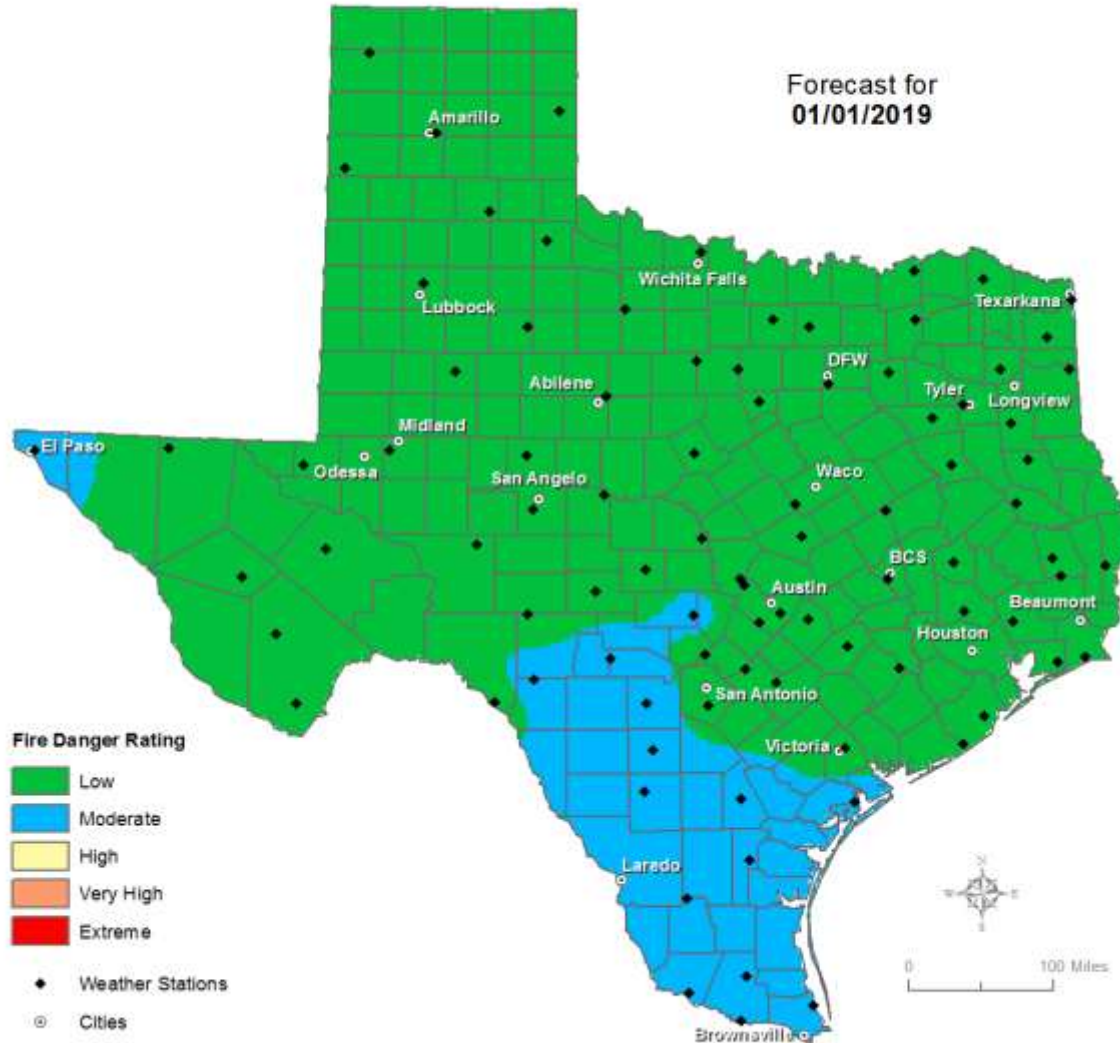 Forecast for
01/01/2019
Amarillo
Wichita Falls
Lubbock
Texarkana
DFW
Abilene
Tyler
Longview
Midland
El Paso
Odessa
San Angelo
Waco
BCS
Austin
Beaumont
Houston
San Antonio
Victoria
Laredo
Brownsville
Fire Danger Rating
Low
Moderate
High
Very High
Extreme
Weather Stations
Cities
N
W E
S
0 100 Miles